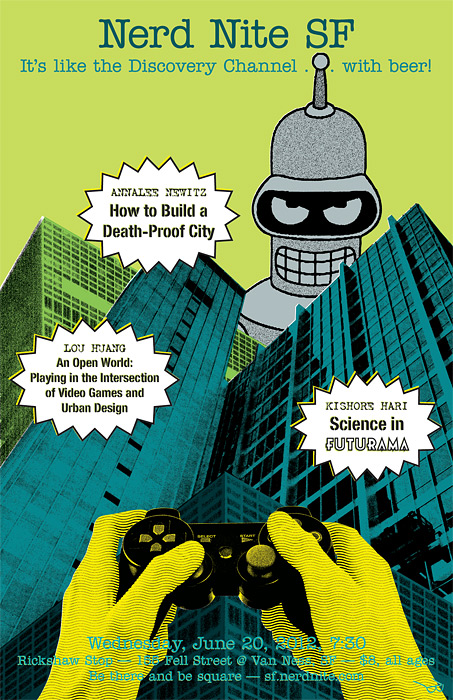 Nerd Nite SF
It's like the Discovery Channel . . . with beer!
ANNALEE NEWITZ
How to Build a
Death-Proof City
LOU HUANG
An Open World:
Playing in the Intersection
of Video Games and
Urban Design
KISHORE HARI
Science in
FUTURAMA
SELECT START
Wednesday, June 20, 2012, 7:30
Rickshaw Stop — 155 Fell Street @ Van Ness, SF — $8, all ages
Be there and be square — sf.nerdnite.com